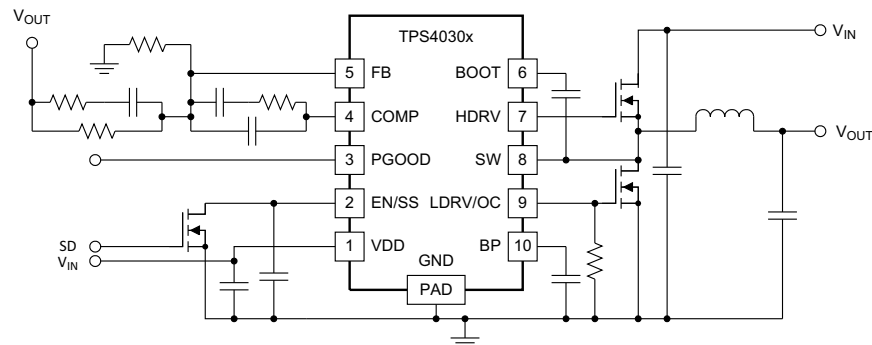 VOUT
TPS4030x
VIN
5 FB BOOT 6
4 COMP HDRV 7
VOUT
3 PGOOD SW 8
2 EN/SS LDRV/OC 9
SD
VIN
1 VDD BP 10
GND
PAD